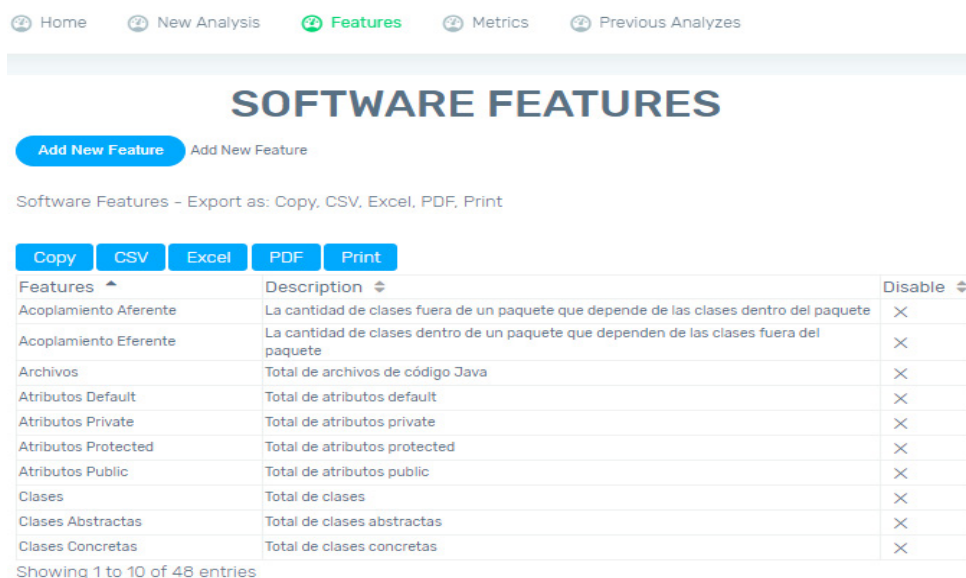 Home New Analysis Features Metrics Previous Analyzes
SOFTWARE FEATURES
Add New Feature Add New Feature
Software Features - Export as: Copy, CSV, Excel, PDF, Print
Copy CSV Excel PDF Print
Features Description Disable
Acoplamiento Aferente La cantidad de clases fuera de un paquete que depende de las clases dentro del paquete
Acoplamiento Eferente La cantidad de clases dentro de un paquete que dependen de las clases fuera del
paquete
Archivos Total de archivos de código Java
Atributos Default Total de atributos default
Atributos Private Total de atributos private
Atributos Protected Total de atributos protected
Atributos Public Total de atributos public
Clases Total de clases
Clases Abstractas Total de clases abstractas
Clases Concretas Total de clases concretas
Showing 1 to 10 of 48 entries